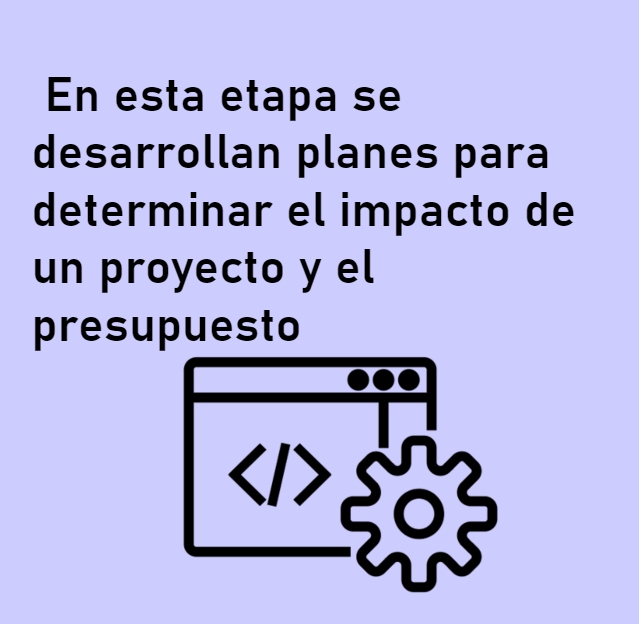 En esta etapa se
desarrollan planes para
determinar el impacto de
un proyecto y el
presupuesto
</>